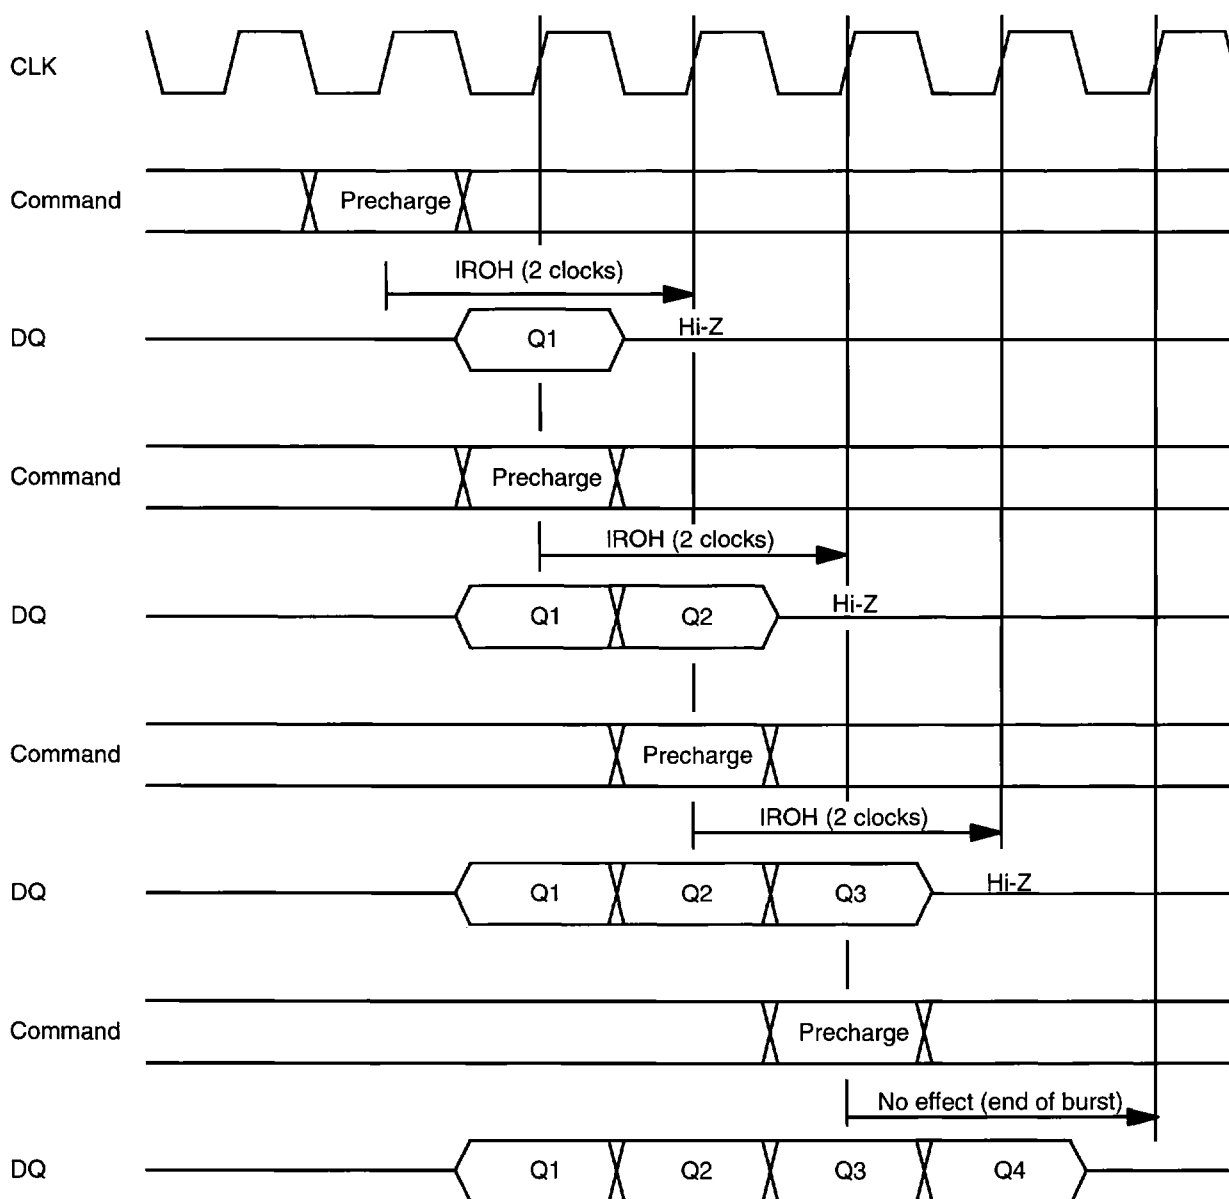 CLK
Command
Precharge
IROH (2 clocks)
DQ
Q1
Hi-Z
Command
Precharge
IROH (2 clocks)
DQ
Q1
Q2
Hi-Z
Command
Precharge
IROH (2 clocks)
DQ
Q1
Q2
Q3
Hi-Z
Command
Precharge
No effect (end of burst)
DQ
Q1
Q2
Q3
Q4